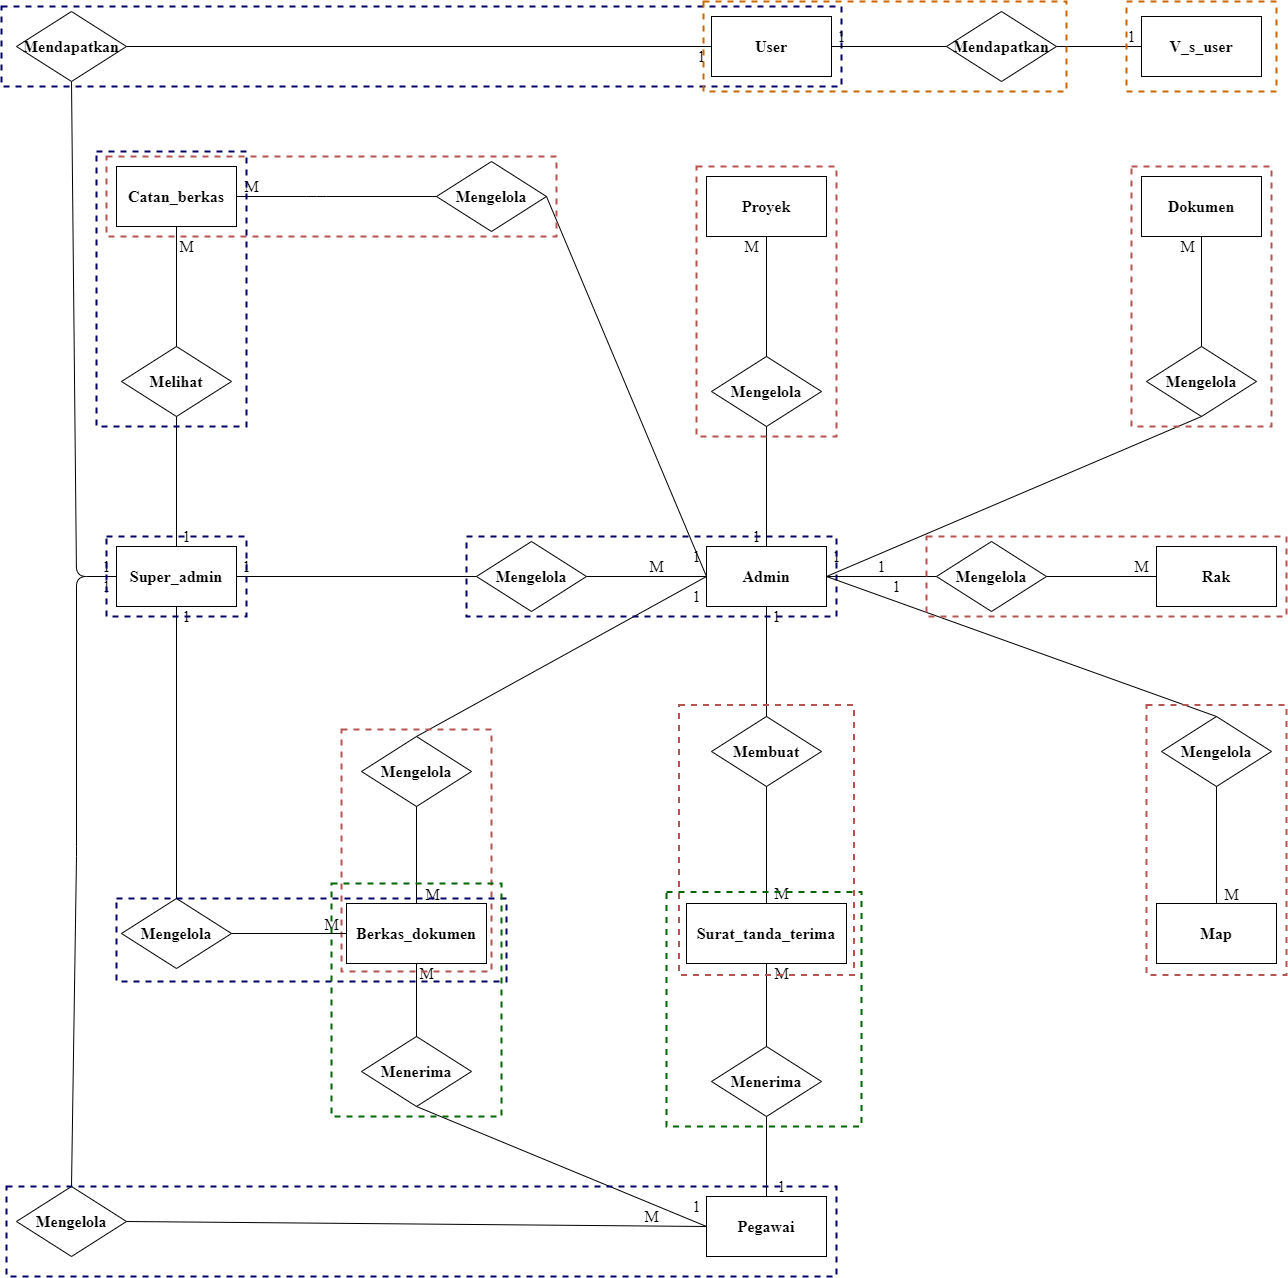 Mendapatkan
1
User
1
Mendapatkan
1
V_s_user
Catan_berkas
M
Mengelola
Proyek
Dokumen
M
M
M
Melihat
Mengelola
Mengelola
1
1
1
1
1
Super_admin
1
Mengelola
M
Admin
1
1
Mengelola
M
Rak
1
1
1
1
1
Mengelola
Membuat
Mengelola
M
M
M
Mengelola
M
Berkas_dokumen
Surat_tanda_terima
Map
M
M
Menerima
Menerima
1
1
Mengelola
M
Pegawai